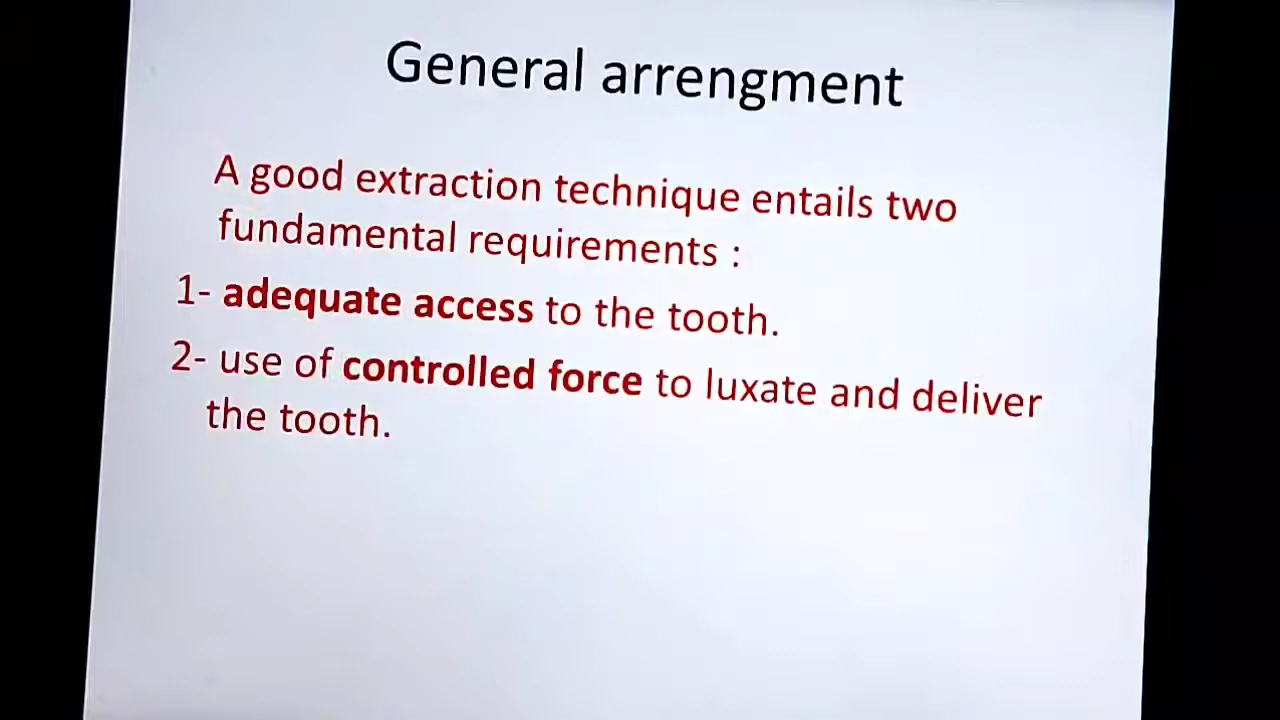 General arrengment
A good extraction technique entails two
fundamental requirements :
1- adequate access to the tooth.
2- use of controlled force to luxate and deliver
the tooth.